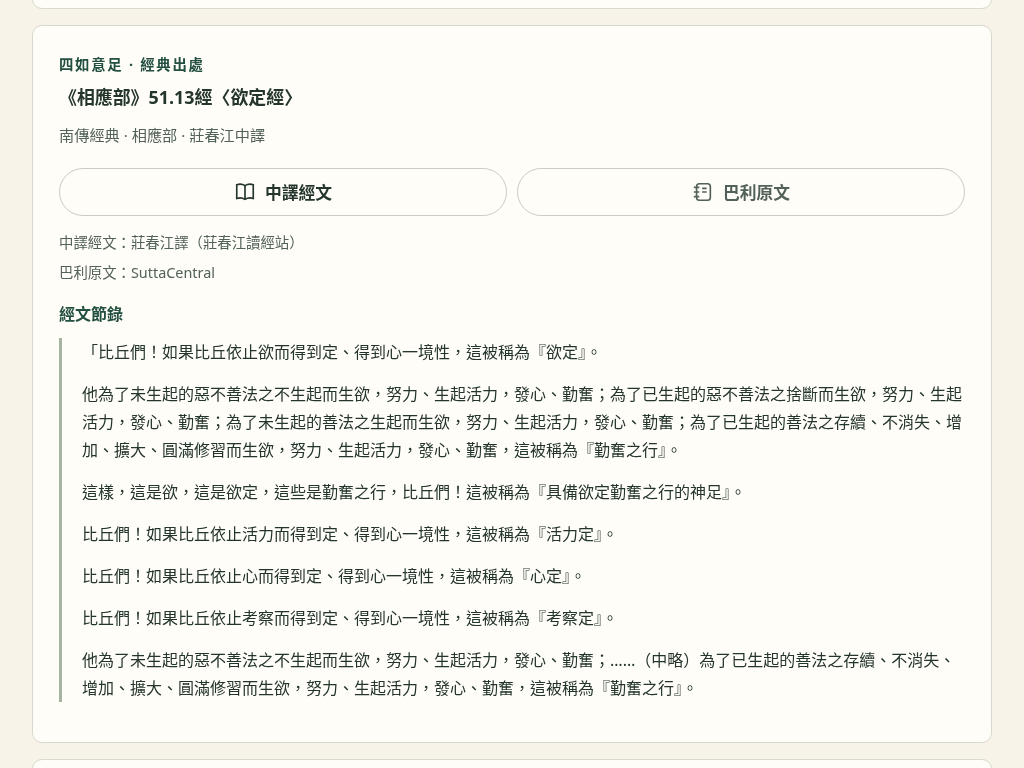 四如意足 · 經典出處
《相應部》51.13經〈欲定經〉
南傳經典 · 相應部 · 莊春江中譯
中譯經文
巴利原文
中譯經文：莊春江譯（莊春江讀經站）
巴利原文：SuttaCentral
經文節錄
「比丘們！如果比丘依止欲而得到定、得到心一境性，這被稱為『欲定』。
他為了未生起的惡不善法之不生起而生欲，努力、生起活力，發心、勤奮；為了已生起的惡不善法之捨斷而生欲，努力、生起
活力，發心、勤奮；為了未生起的善法之生起而生欲，努力、生起活力，發心、勤奮；為了已生起的善法之存續、不消失、增
加、擴大、圓滿修習而生欲，努力、生起活力，發心、勤奮，這被稱為『勤奮之行』。
這樣，這是欲，這是欲定，這些是勤奮之行，比丘們！這被稱為『具備欲定勤奮之行的神足』。
比丘們！如果比丘依止活力而得到定、得到心一境性，這被稱為『活力定』。
比丘們！如果比丘依止心而得到定、得到心一境性，這被稱為『心定』。
比丘們！如果比丘依止考察而得到定、得到心一境性，這被稱為『考察定』。
他為了未生起的惡不善法之不生起而生欲，努力、生起活力，發心、勤奮；……（中略）為了已生起的善法之存續、不消失、
增加、擴大、圓滿修習而生欲，努力、生起活力，發心、勤奮，這被稱為『勤奮之行』。